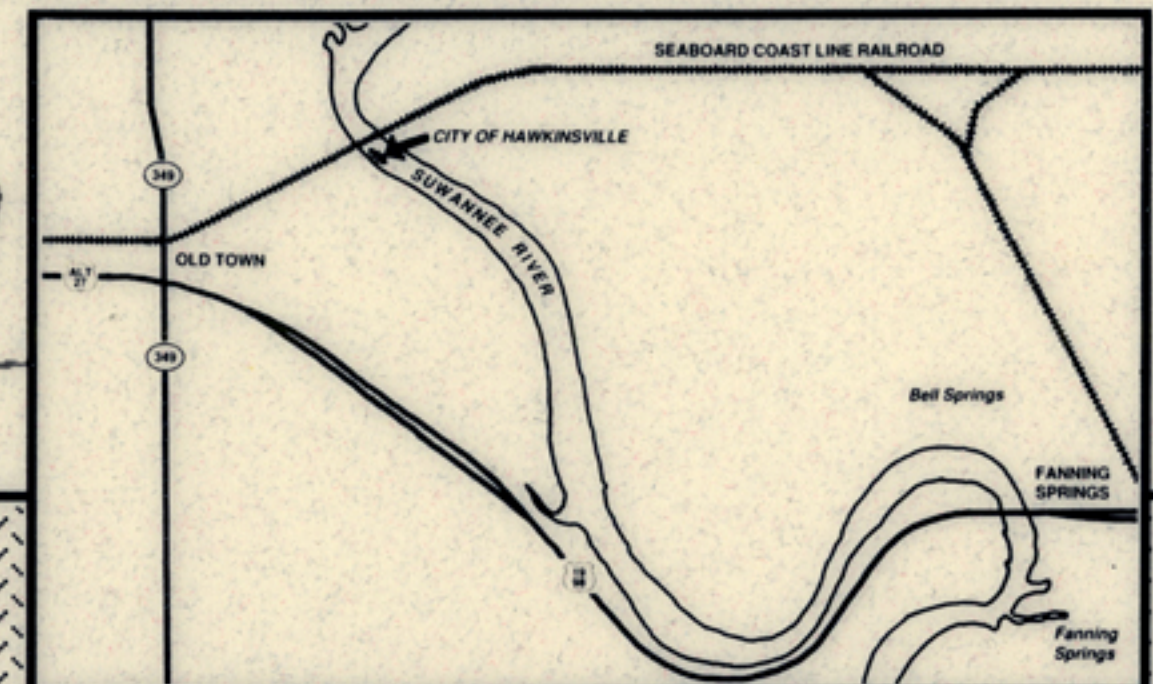 SEABOARD COAST LINE RAILROAD
CITY OF HAWKINSVILLE
349
SUWANNEE RIVER
OLD TOWN
ALT
27
349
Bell Springs
FANNING
SPRINGS
Fanning
Springs